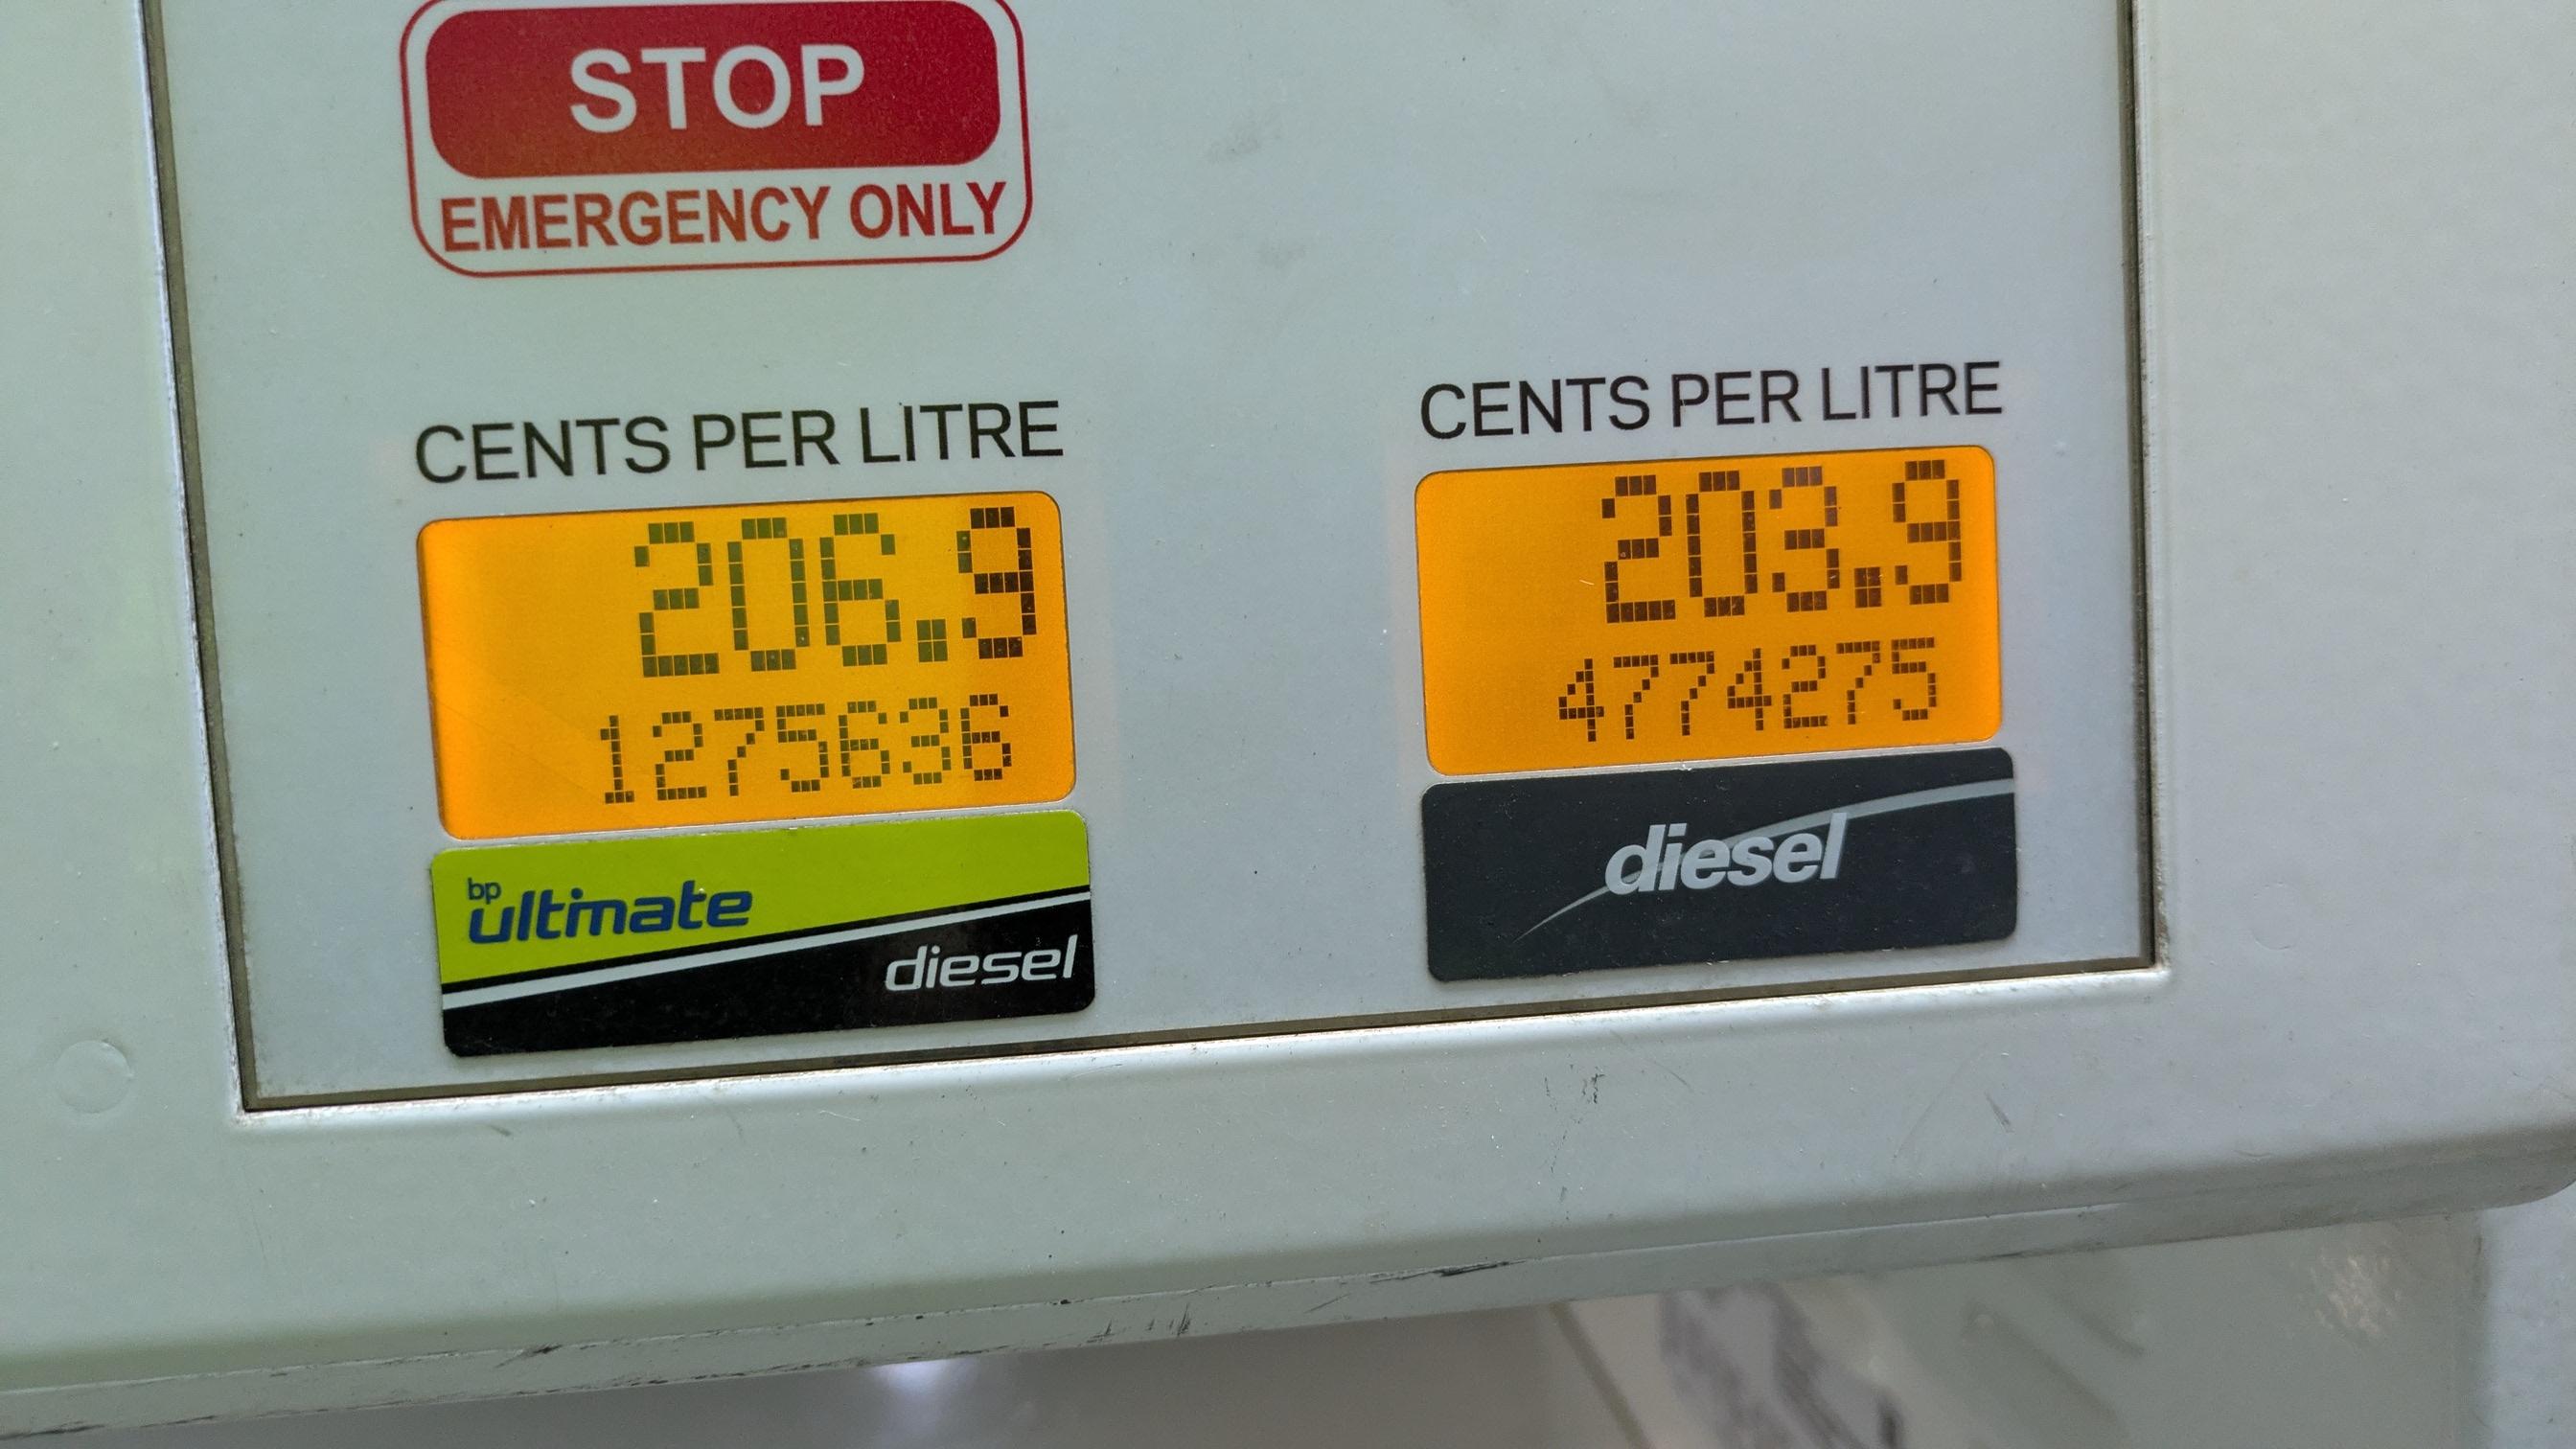 STOP
EMERGENCY ONLY
CENTS PER LITRE
206.9
1275636
bp
ultimate
diesel
CENTS PER LITRE
203.9
4774275
diesel